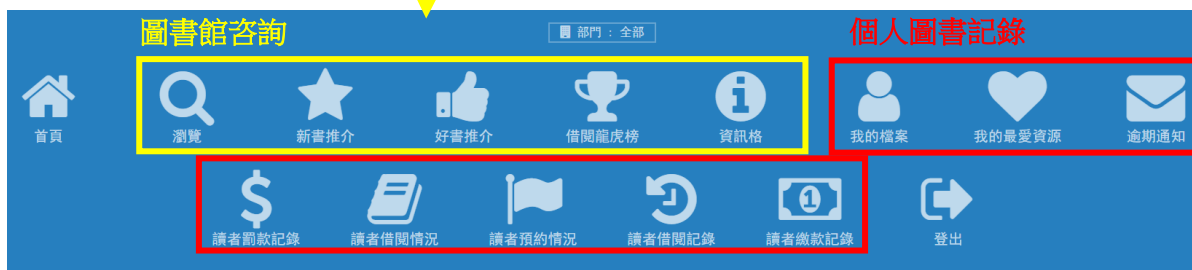 圖書館咨詢
部門 : 全部
個人圖書記錄
首頁
瀏覽
新書推介
好書推介
借閱龍虎榜
資訊格
我的檔案
我的最愛資源
逾期通知
讀者罰款記錄
讀者借閱情況
讀者預約情況
讀者借閱記錄
1
讀者繳款記錄
登出